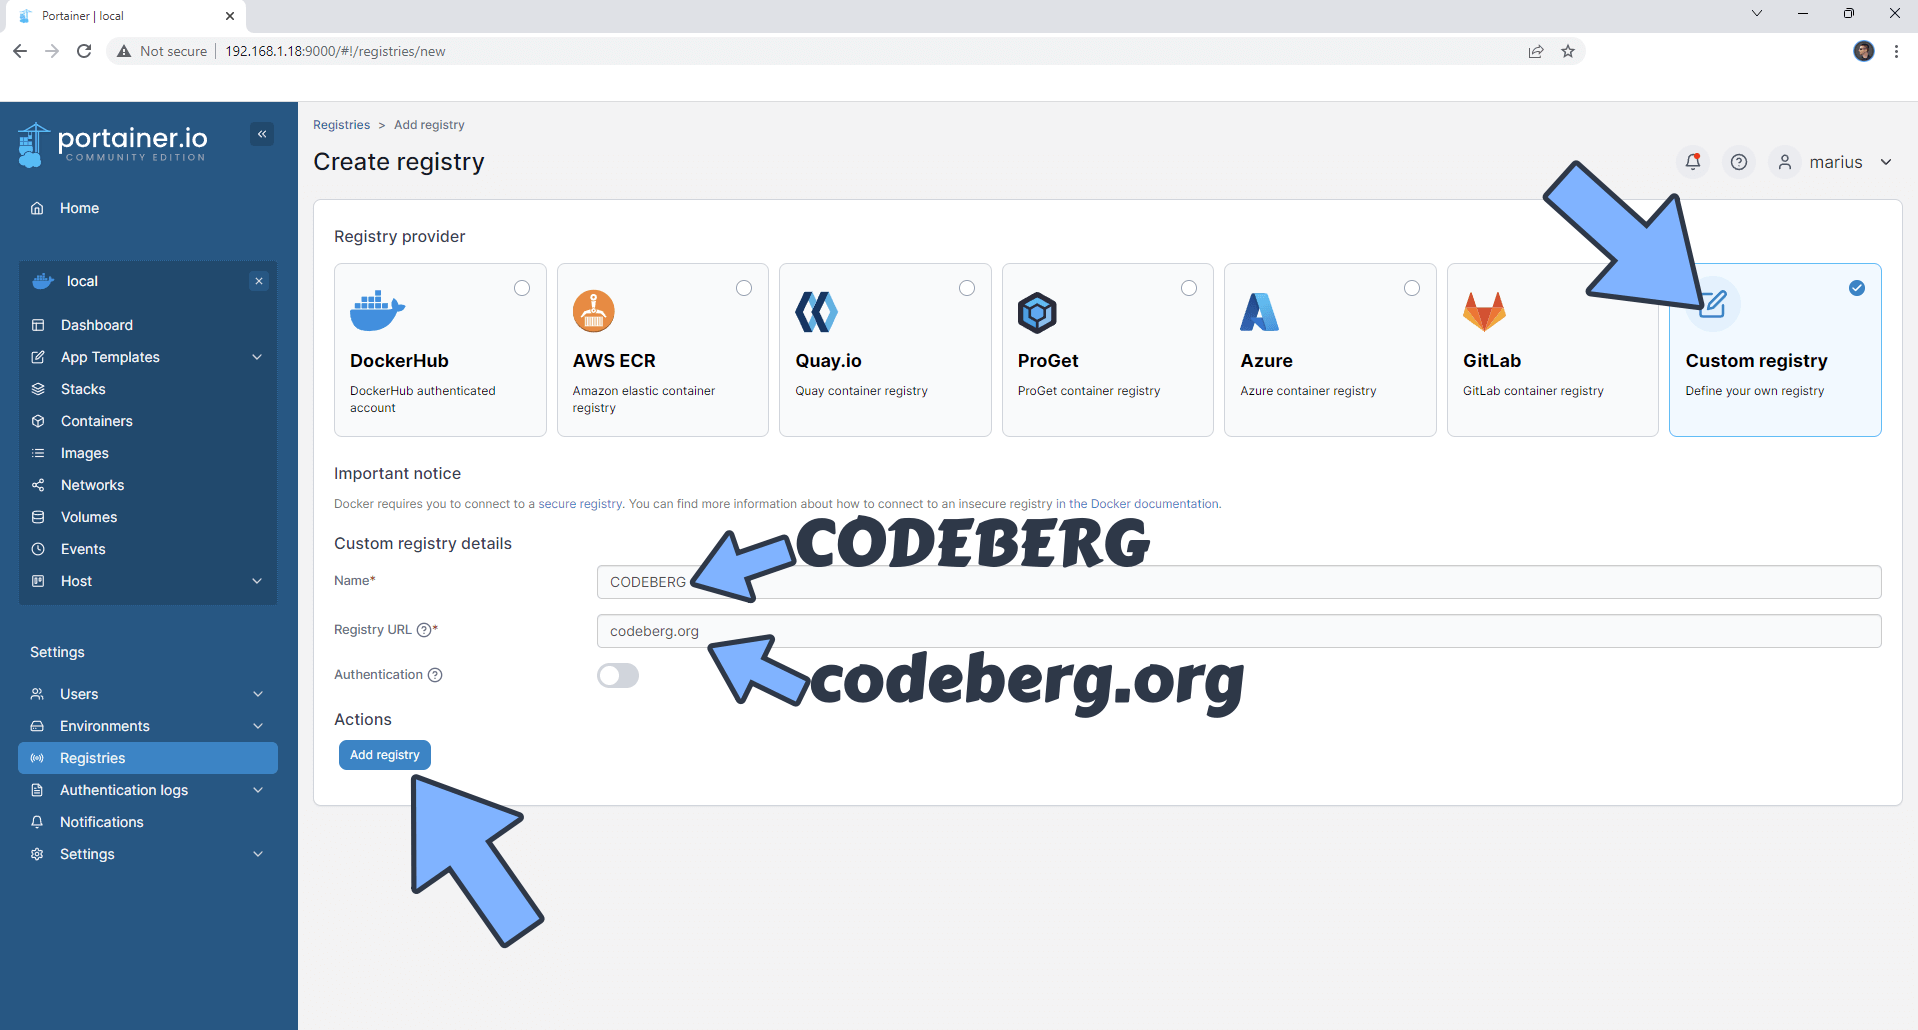 Portainer | local
Not secure
192.168.1.18:9000/#!/registries/new
portainer.io
COMMUNITY EDITION
Home
local
Dashboard
App Templates
Stacks
Containers
Images
Networks
Volumes
Events
Host
Settings
Users
Environments
Registries
Authentication logs
Notifications
Settings
Registries > Add registry
Create registry
marius
Registry provider
DockerHub
DockerHub authenticated
account
AWS ECR
Amazon elastic container
registry
Quay.io
Quay container registry
ProGet
ProGet container registry
Azure
Azure container registry
GitLab
GitLab container registry
Custom registry
Define your own registry
Important notice
Docker requires you to connect to a secure registry. You can find more information about how to connect to an insecure registry in the Docker documentation.
Custom registry details
CODEBERG
Name*
CODEBERG
Registry URL ?*
codeberg.org
Authentication ?
codeberg.org
Actions
Add registry